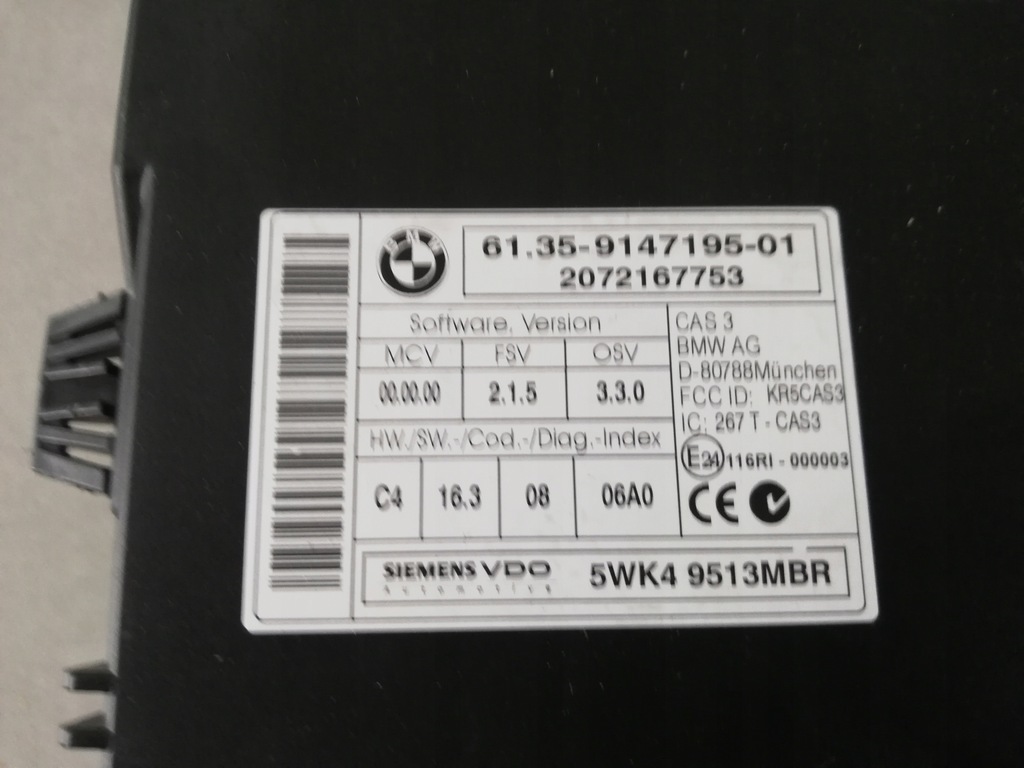 BMW
61.35-9147195-01
2072167753
Software, Version
MCV FSV OSV
00.00.00 2.1.5 3.3.0
HW./SW.-/Cod.-/Diag.-Index
C4 16.3 08 06A0
CAS 3
BMW AG
D-80788München
FCC ID: KR5CAS3
IC: 267 T - CAS3
E24 116RI - 000003
CE
SIEMENS VDO
automotive
5WK4 9513MBR